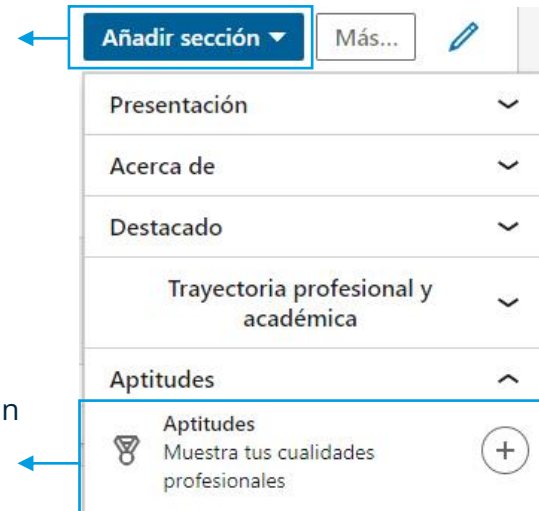 Añadir sección
Más...
Presentación
Acerca de
Destacado
Trayectoria profesional y
académica
Aptitudes
n
Aptitudes
Muestra tus cualidades
profesionales